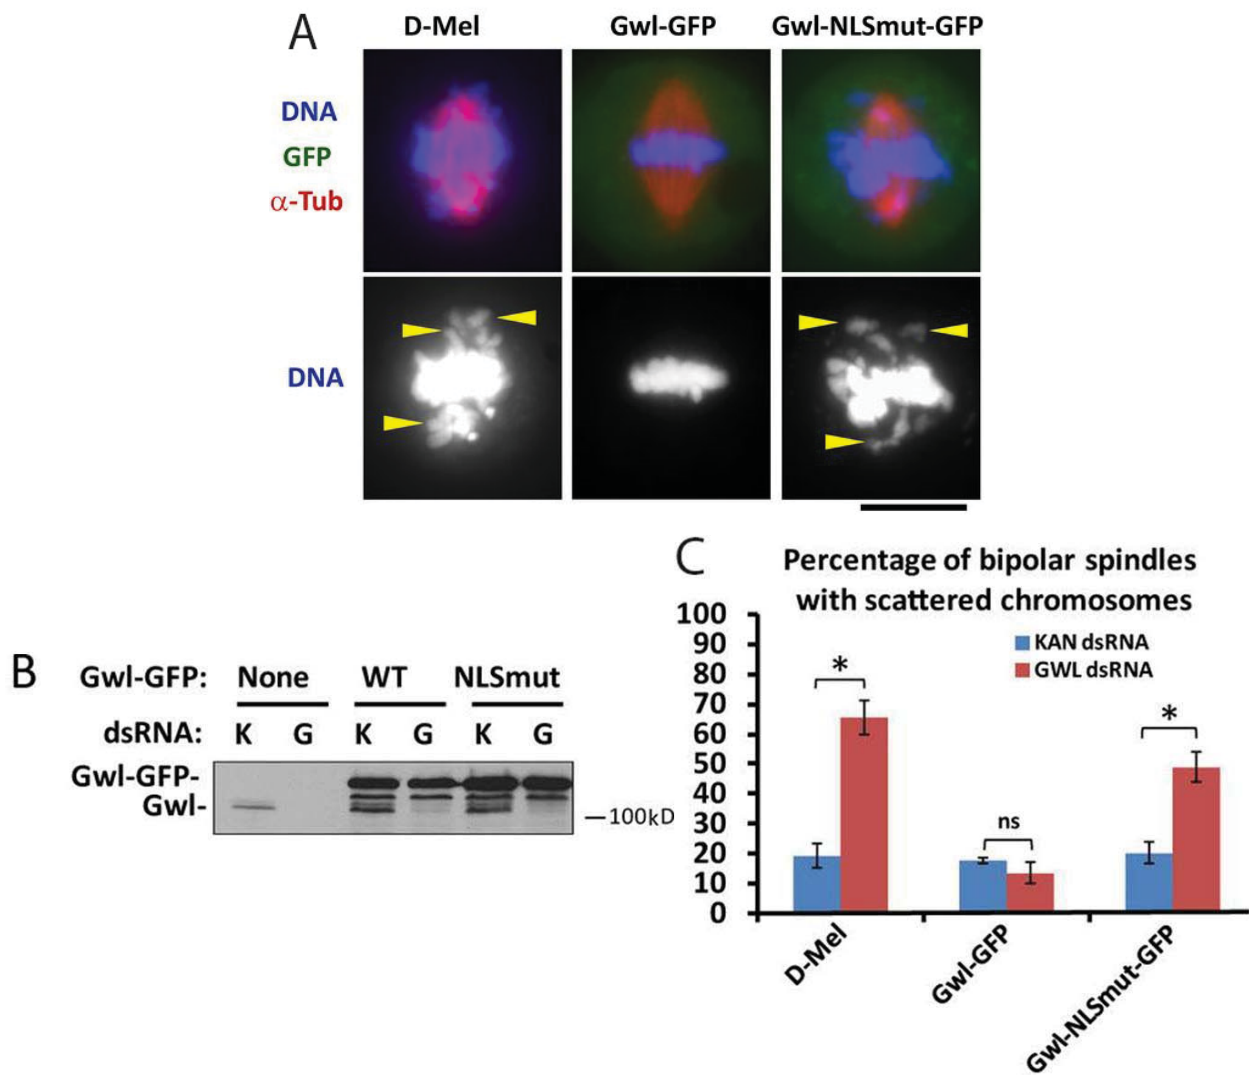 A
D-Mel
Gwl-GFP
Gwl-NLSmut-GFP
DNA
GFP
α-Tub
DNA
B
Gwl-GFP:
None
WT
NLSmut
dsRNA:
K
G
K
G
K
G
Gwl-GFP-
Gwl-
—100kD
C
Percentage of bipolar spindles
with scattered chromosomes
KAN dsRNA
GWL dsRNA
100
90
80
70
60
50
40
30
20
10
0
*
ns
*
D-Mel
Gwl-GFP
Gwl-NLSmut-GFP